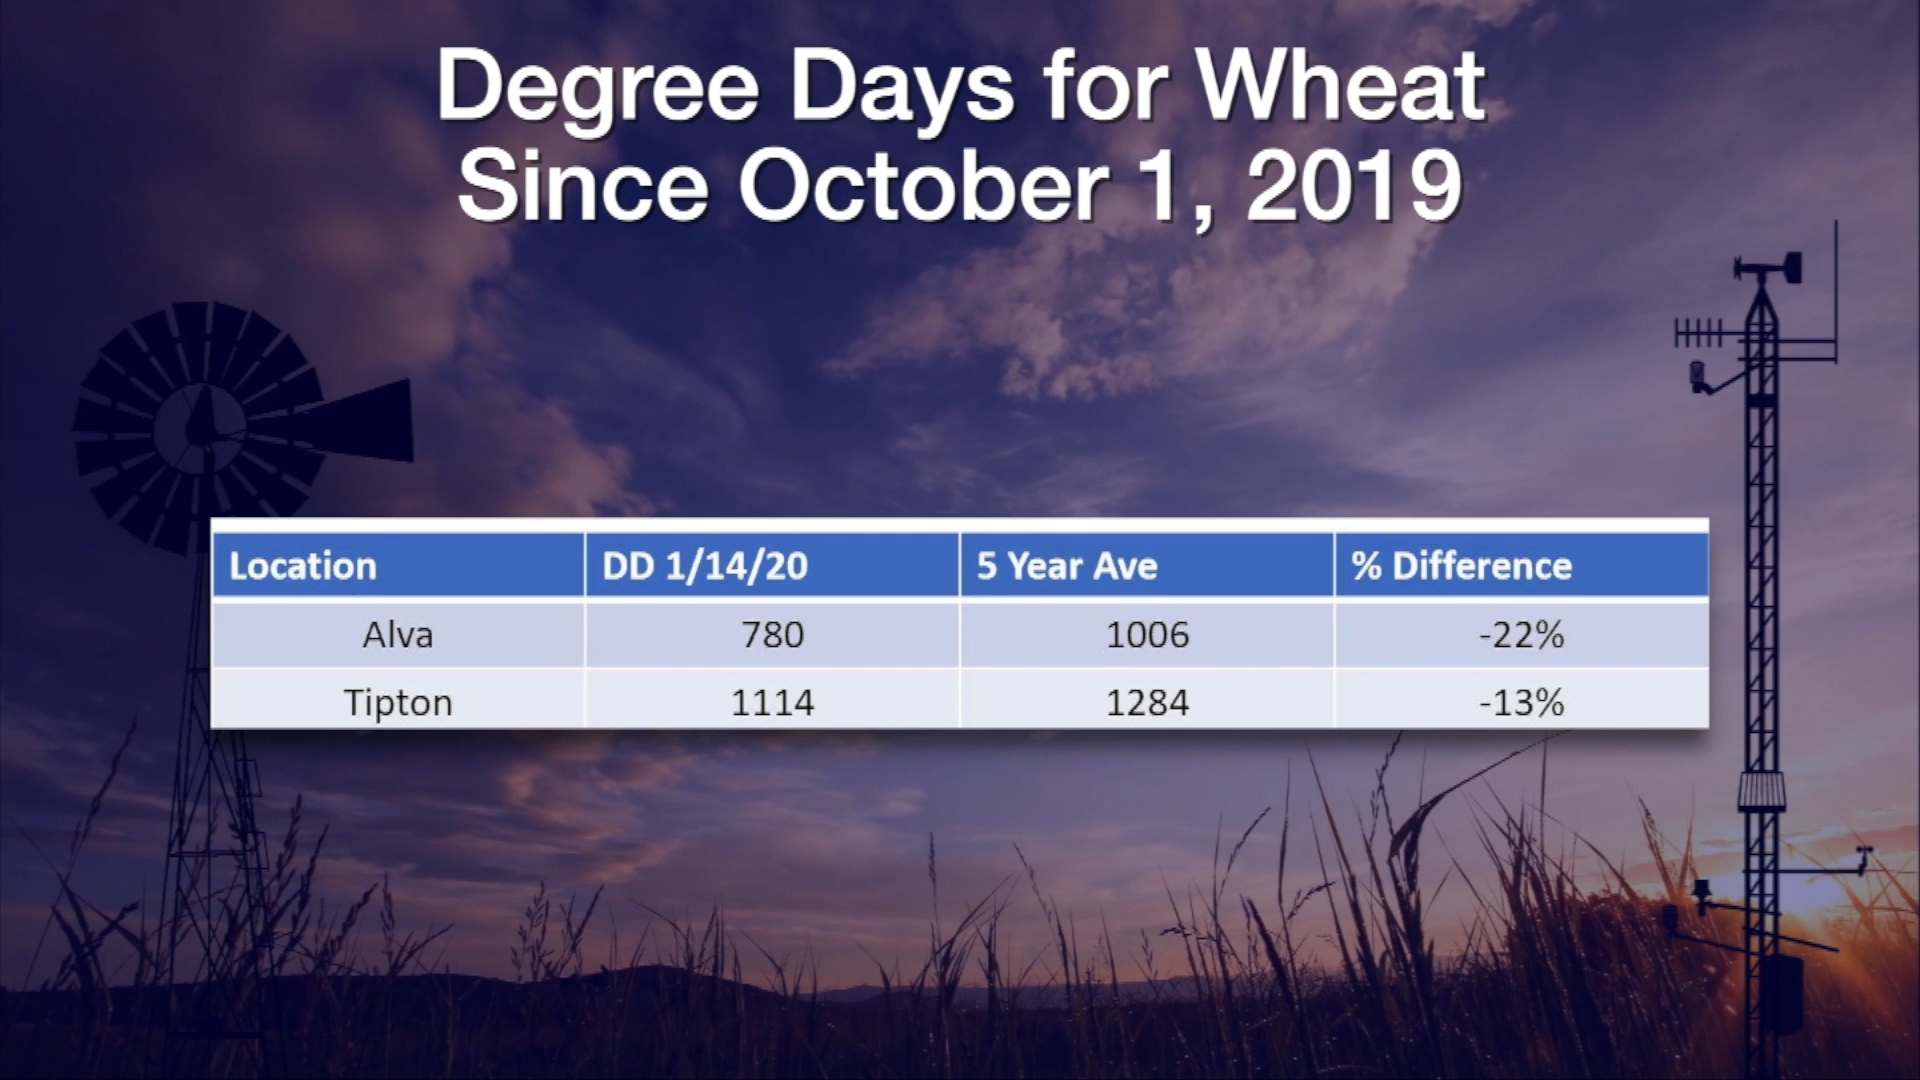 Degree Days for Wheat
Since October 1, 2019
Location DD 1/14/20 5 Year Ave % Difference
Alva 780 1006 -22%
Tipton 1114 1284 -13%